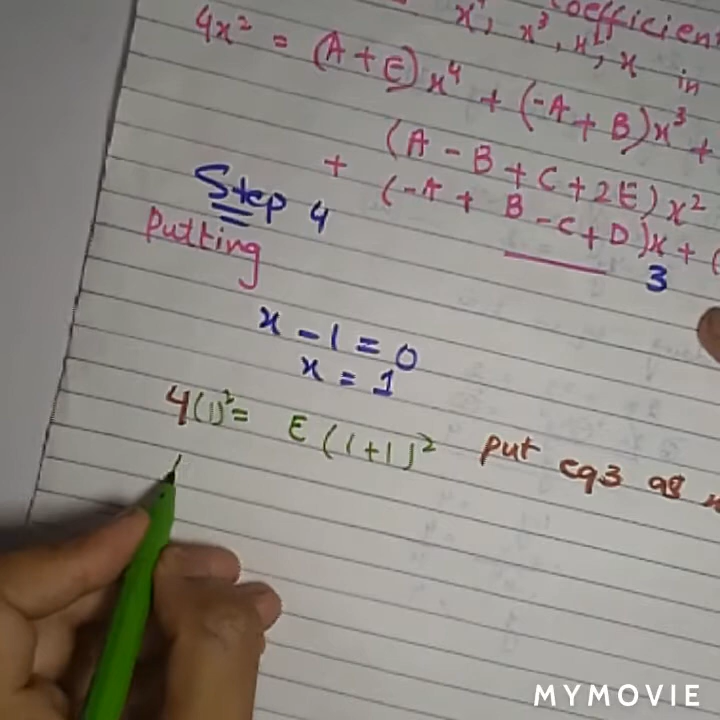 coefficien
x⁴, x³, x², x in
4x² = (A+E)x⁴ + (-A+B)x³ +
+ (A-B+C+2E)x²
(-A+B-C+D)x + (
3
Step 4
Putting
x-1=0
x=1
4(1)²= E(1+1)² put eq3 as
MYMOVIE